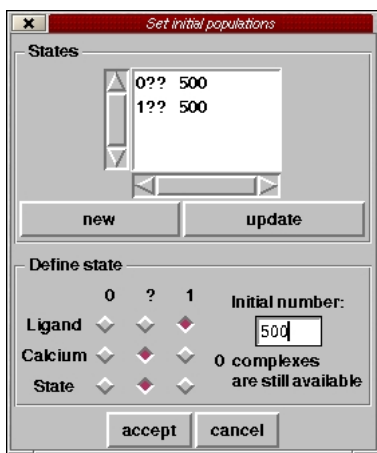 Set initial populations
States
0?? 500
1?? 500
new update
Define state
0 ? 1 Initial number:
Ligand 500
Calcium 0 complexes
State are still available
accept cancel